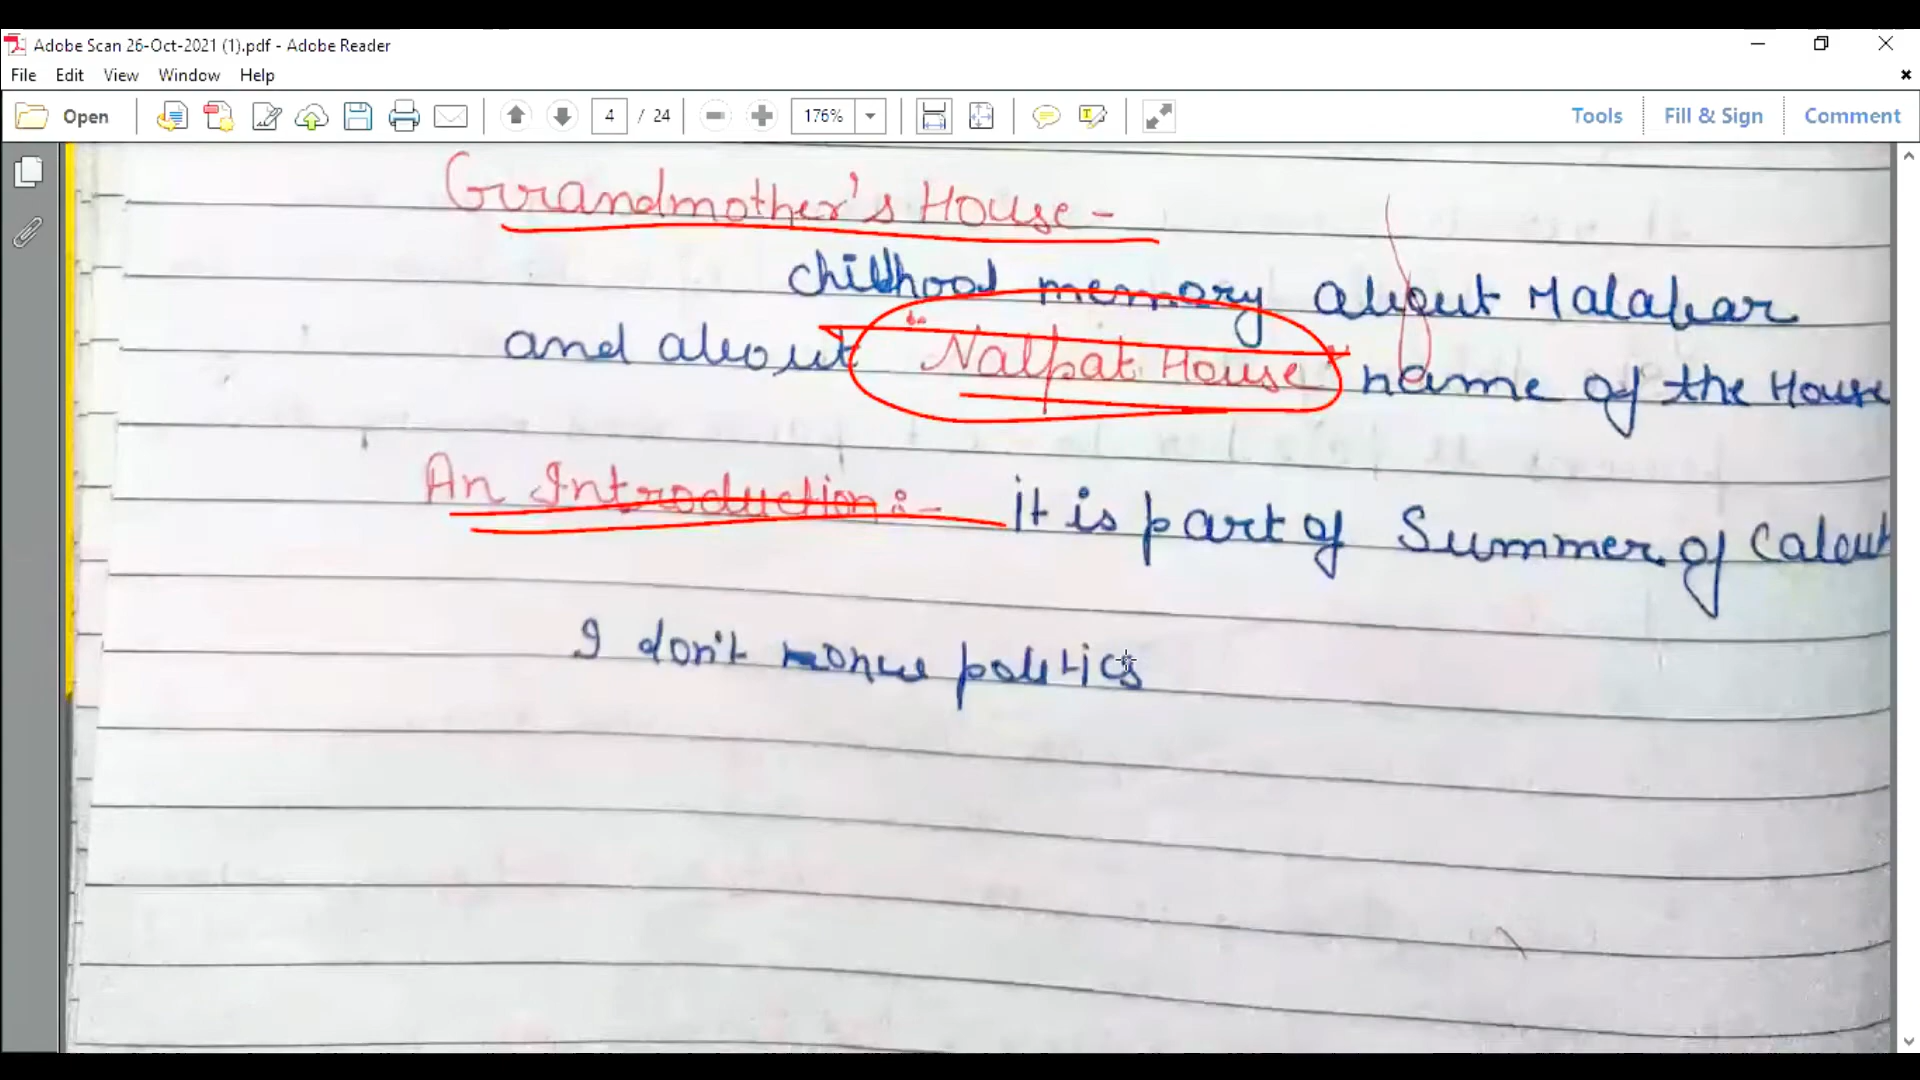 Adobe Scan 26-Oct-2021 (1).pdf - Adobe Reader
File Edit View Window Help
Open 4 / 24 176% Tools Fill & Sign Comment
Grandmother's House -
childhood memory about Malabar
and about "Nalpat House" name of the House
An Introduction :- it is part of Summer of Calcut
I don't politics